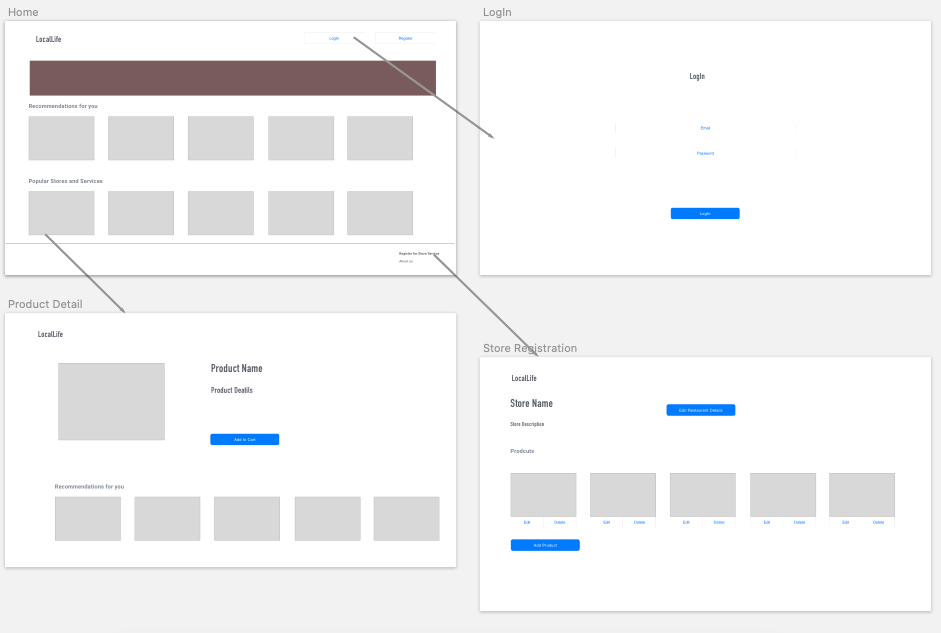 Home
LocalLife
LogIn
Register
Recommendations for you
Popular Stores and Services
Register for Store Service
About us
LogIn
LogIn
Email
Password
LogIn
Product Detail
LocalLife
Product Name
Product Deatils
Add to Cart
Recommendations for you
Store Registration
LocalLife
Store Name
Edit Restaurant Details
Store Description
Prodcuts
Edit Delete Edit Delete Edit Delete Edit Delete Edit Delete
Add Product